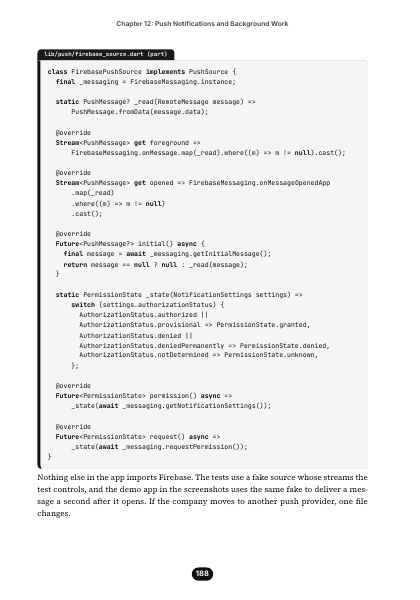 Chapter 12: Push Notifications and Background Work
lib/push/firebase_source.dart (part)
class FirebasePushSource implements PushSource {
  final _messaging = FirebaseMessaging.instance;

  static PushMessage? _read(RemoteMessage message) =>
      PushMessage.fromData(message.data);

  @override
  Stream<PushMessage> get foreground =>
      FirebaseMessaging.onMessage.map(_read).where((m) => m != null).cast();

  @override
  Stream<PushMessage> get opened => FirebaseMessaging.onMessageOpenedApp
      .map(_read)
      .where((m) => m != null)
      .cast();

  @override
  Future<PushMessage?> initial() async {
    final message = await _messaging.getInitialMessage();
    return message == null ? null : _read(message);
  }

  static PermissionState _state(NotificationSettings settings) =>
      switch (settings.authorizationStatus) {
        AuthorizationStatus.authorized ||
        AuthorizationStatus.provisional => PermissionState.granted,
        AuthorizationStatus.denied ||
        AuthorizationStatus.deniedPermanently => PermissionState.denied,
        AuthorizationStatus.notDetermined => PermissionState.unknown,
      };

  @override
  Future<PermissionState> permission() async =>
      _state(await _messaging.getNotificationSettings());

  @override
  Future<PermissionState> request() async =>
      _state(await _messaging.requestPermission());
}
Nothing else in the app imports Firebase. The tests use a fake source whose streams the
test controls, and the demo app in the screenshots uses the same fake to deliver a mes-
sage a second after it opens. If the company moves to another push provider, one file
changes.
188